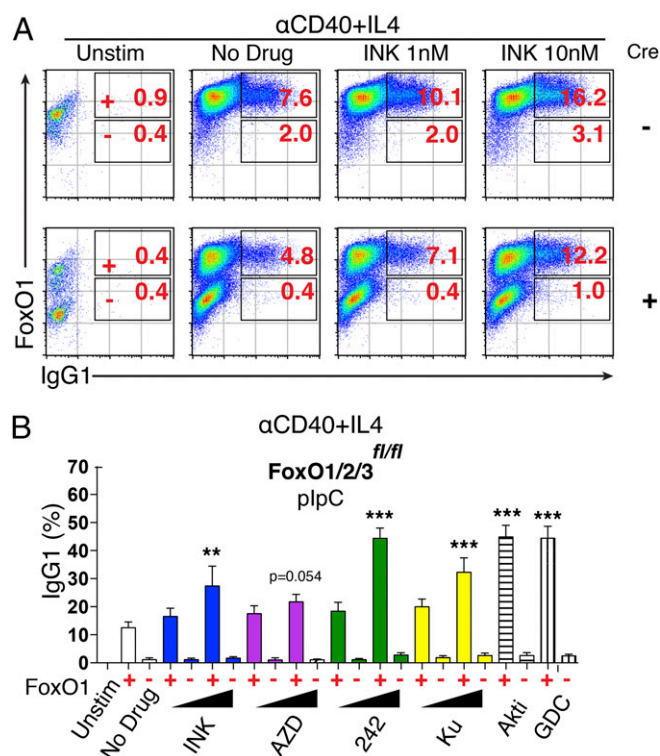 A
αCD40+IL4
Unstim No Drug INK 1nM INK 10nM Cre
+ 0.9 7.6 10.1 16.2
- 0.4 2.0 2.0 3.1 -
+ 0.4 4.8 7.1 12.2
- 0.4 0.4 0.4 1.0 +
FoxO1
IgG1
B
αCD40+IL4
FoxO1/2/3 fl/fl
pIpC
IgG1 (%)
70
60
50
40
30
20
10
0
** p=0.054 *** *** *** ***
FoxO1 + - + - + - + - + - + - + - + - + - + - + -
Unstim No Drug INK AZD 242 Ku Akti GDC